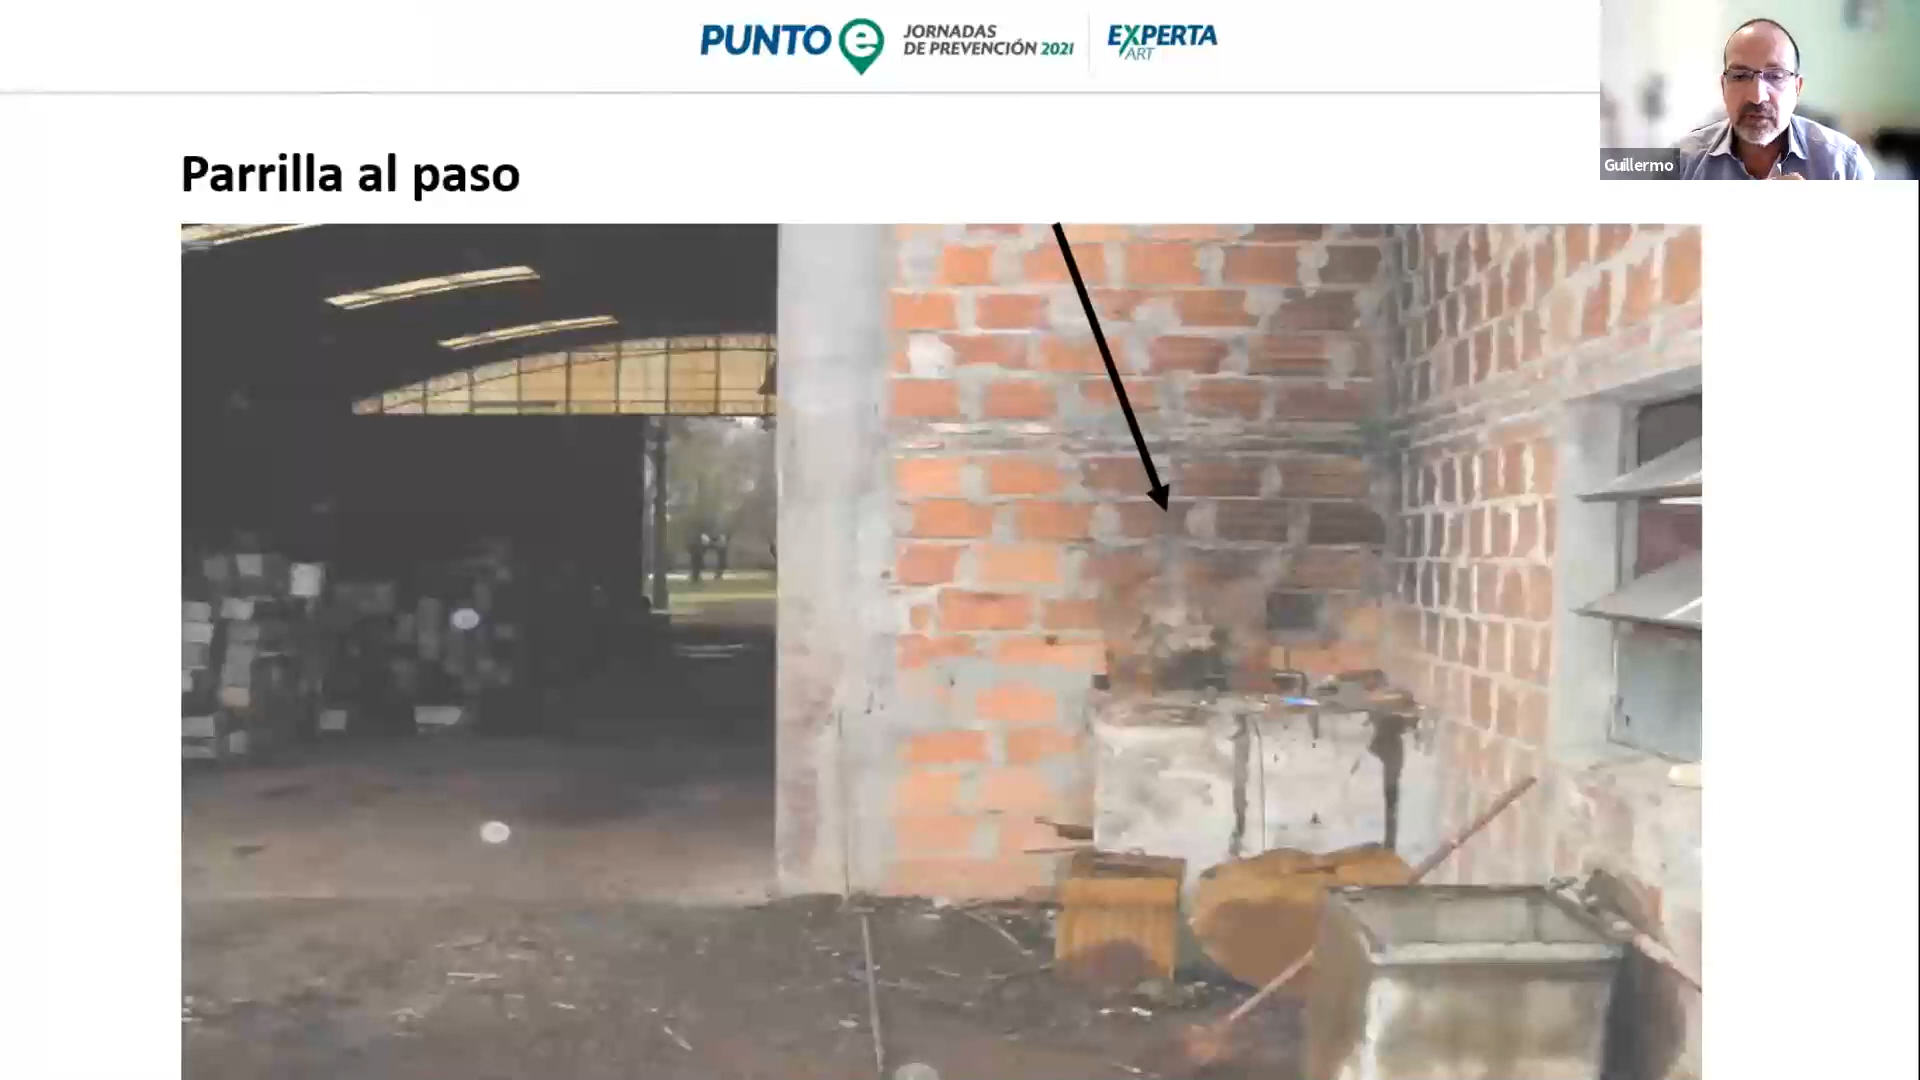 PUNTO e
JORNADAS
DE PREVENCIÓN 2021
EXPERTA
ART
Guillermo
Parrilla al paso